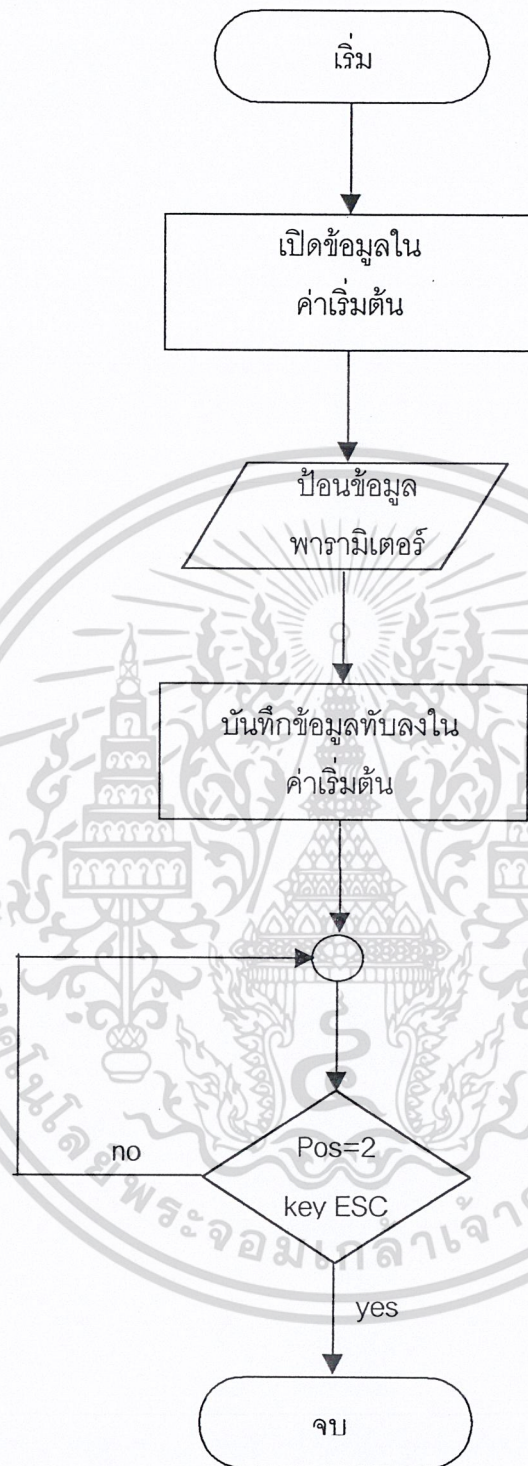 เริ่ม
เปิดข้อมูลใน
ค่าเริ่มต้น
ป้อนข้อมูล
พารามิเตอร์
บันทึกข้อมูลทับลงใน
ค่าเริ่มต้น
no
Pos=2
key ESC
yes
จบ